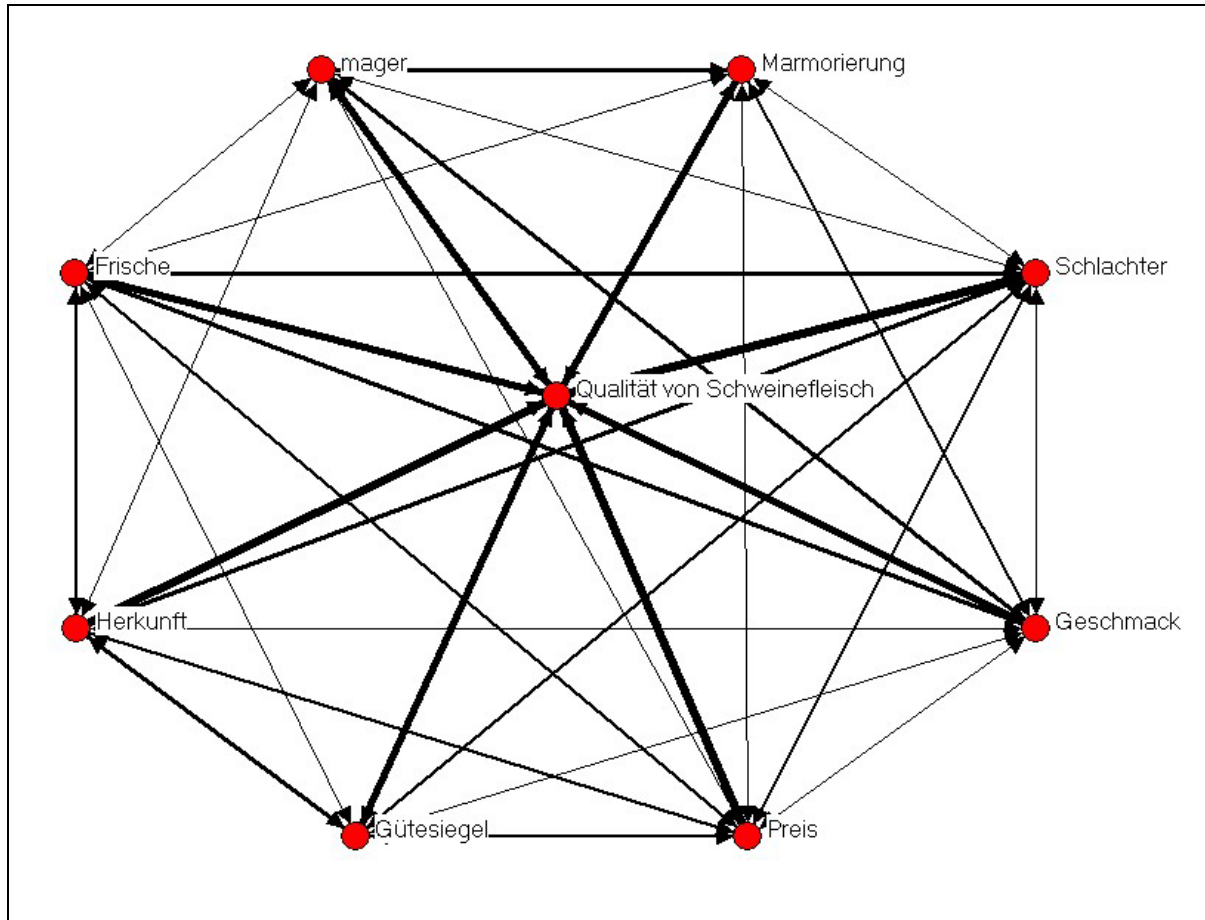 mager
Marmorierung
Frische
Schlachter
Qualität von Schweinefleisch
Herkunft
Geschmack
Gütesiegel
Preis